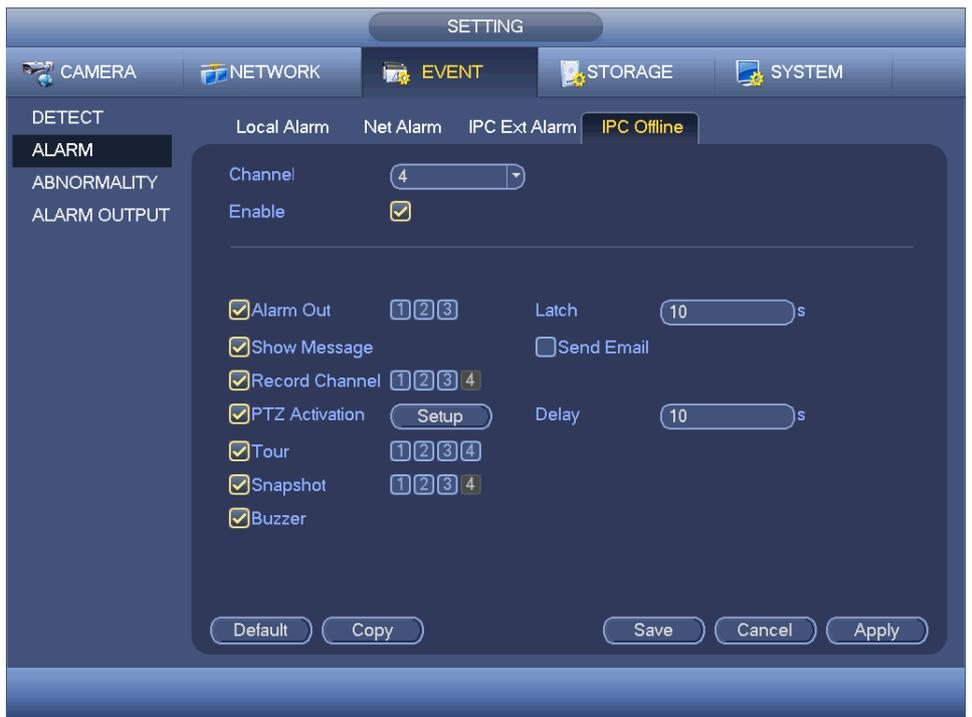 SETTING
CAMERA NETWORK EVENT STORAGE SYSTEM
DETECT
ALARM
ABNORMALITY
ALARM OUTPUT
Local Alarm Net Alarm IPC Ext Alarm IPC Offline
Channel 4
Enable
Alarm Out 1 2 3 Latch 10 s
Show Message Send Email
Record Channel 1 2 3 4
PTZ Activation Setup Delay 10 s
Tour 1 2 3 4
Snapshot 1 2 3 4
Buzzer
Default Copy Save Cancel Apply